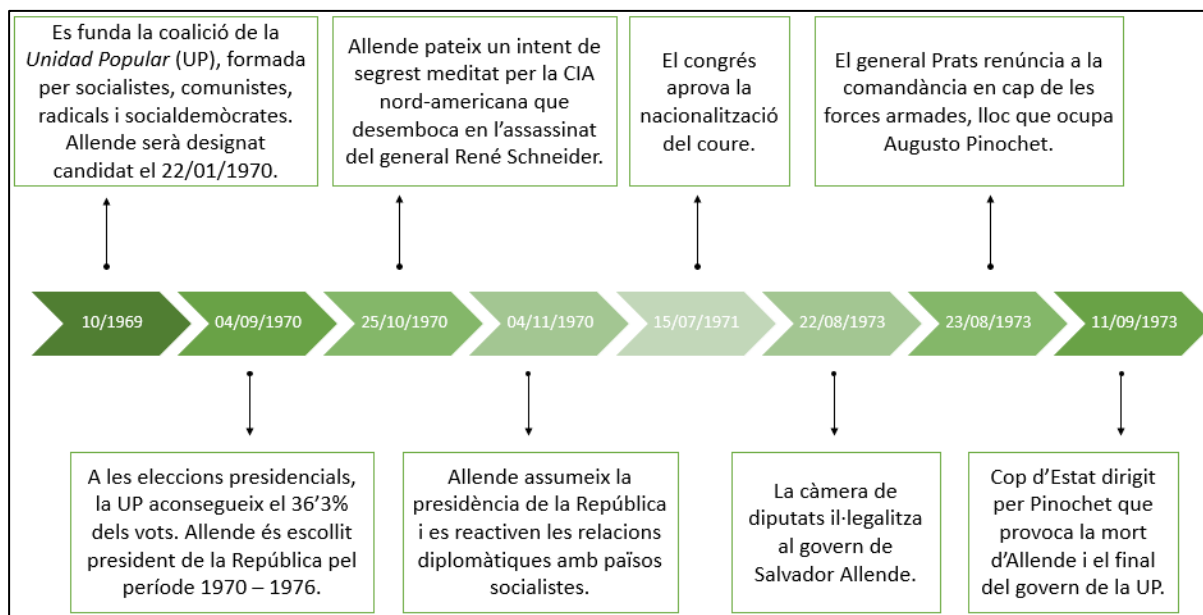 Es funda la coalició de la
Unidad Popular (UP), formada
per socialistes, comunistes,
radicals i socialdemòcrates.
Allende serà designat
candidat el 22/01/1970.
Allende pateix un intent de
segrest meditat per la CIA
nord-americana que
desemboca en l’assassinat
del general René Schneider.
El congrés
aprova la
nacionalització
del coure.
El general Prats renúncia a la
comandància en cap de les
forces armades, lloc que ocupa
Augusto Pinochet.
10/1969
04/09/1970
25/10/1970
04/11/1970
15/07/1971
22/08/1973
23/08/1973
11/09/1973
A les eleccions presidencials,
la UP aconsegueix el 36’3%
dels vots. Allende és escollit
president de la República pel
període 1970 – 1976.
Allende assumeix la
presidència de la República
i es reactiven les relacions
diplomàtiques amb països
socialistes.
La càmera de
diputats il·legalitza
al govern de
Salvador Allende.
Cop d’Estat dirigit
per Pinochet que
provoca la mort
d’Allende i el final
del govern de la UP.